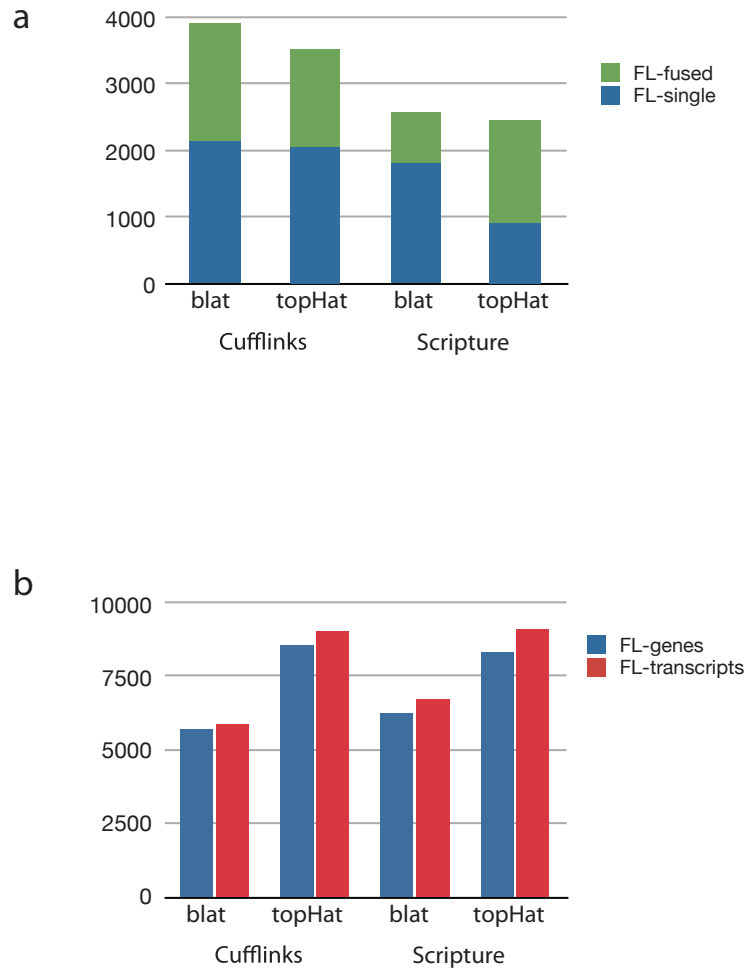 a
4000
3000
2000
1000
0
FL-fused
FL-single
blat topHat blat topHat
Cufflinks Scripture
b
10000
7500
5000
2500
0
FL-genes
FL-transcripts
blat topHat blat topHat
Cufflinks Scripture